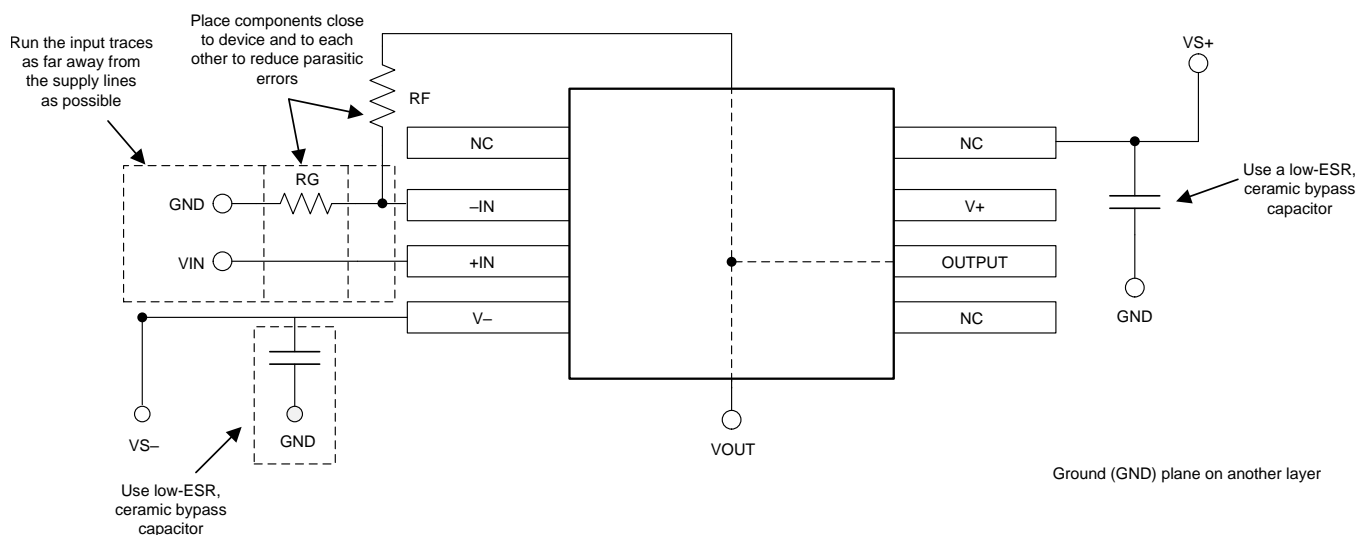 Place components close
to device and to each
other to reduce parasitic
errors
Run the input traces
as far away from
the supply lines
as possible
VS+
RF
NC
NC
Use a low-ESR,
ceramic bypass
capacitor
RG
GND
–IN
V+
VIN
+IN
OUTPUT
V–
NC
GND
VS–
GND
VOUT
Ground (GND) plane on another layer
Use low-ESR,
ceramic bypass
capacitor